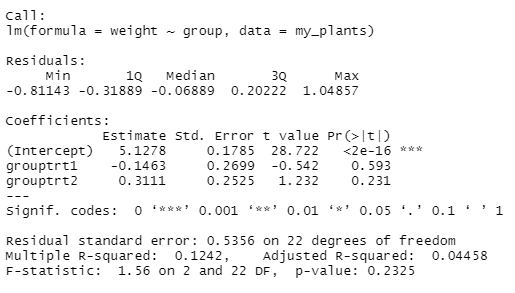 Call:
lm(formula = weight ~ group, data = my_plants)
Residuals:
Min 1Q Median 3Q Max
-0.81143 -0.31889 -0.06889 0.20222 1.04857
Coefficients:
Estimate Std. Error t value Pr(>|t|)
(Intercept) 5.1278 0.1785 28.722 <2e-16 ***
grouptrt1 -0.1463 0.2699 -0.542 0.593
grouptrt2 0.3111 0.2525 1.232 0.231
---
Signif. codes: 0 ‘***’ 0.001 ‘**’ 0.01 ‘*’ 0.05 ‘.’ 0.1 ‘ ’ 1
Residual standard error: 0.5356 on 22 degrees of freedom
Multiple R-squared: 0.1242, Adjusted R-squared: 0.04458
F-statistic: 1.56 on 2 and 22 DF, p-value: 0.2325